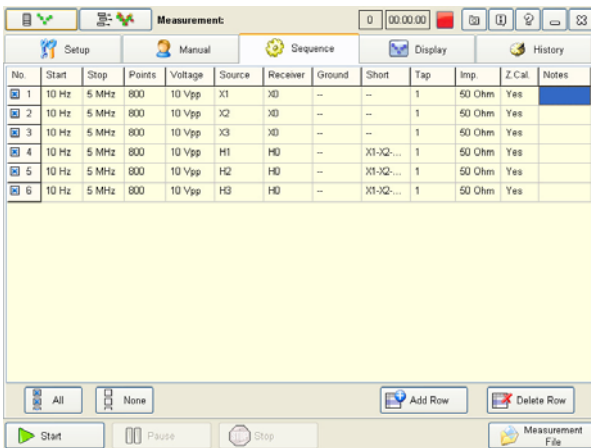 Measurement: 0 00:00:00
Setup Manual Sequence Display History
No. Start Stop Points Voltage Source Receiver Ground Short Tap Imp. Z.Cal. Notes
1 10 Hz 5 MHz 800 10 Vpp X1 X0 -- -- 1 50 Ohm Yes
2 10 Hz 5 MHz 800 10 Vpp X2 X0 -- -- 1 50 Ohm Yes
3 10 Hz 5 MHz 800 10 Vpp X3 X0 -- -- 1 50 Ohm Yes
4 10 Hz 5 MHz 800 10 Vpp H1 H0 -- X1-X2-... 1 50 Ohm Yes
5 10 Hz 5 MHz 800 10 Vpp H2 H0 -- X1-X2-... 1 50 Ohm Yes
6 10 Hz 5 MHz 800 10 Vpp H3 H0 -- X1-X2-... 1 50 Ohm Yes
All None Add Row Delete Row
Start Pause Stop Measurement
File